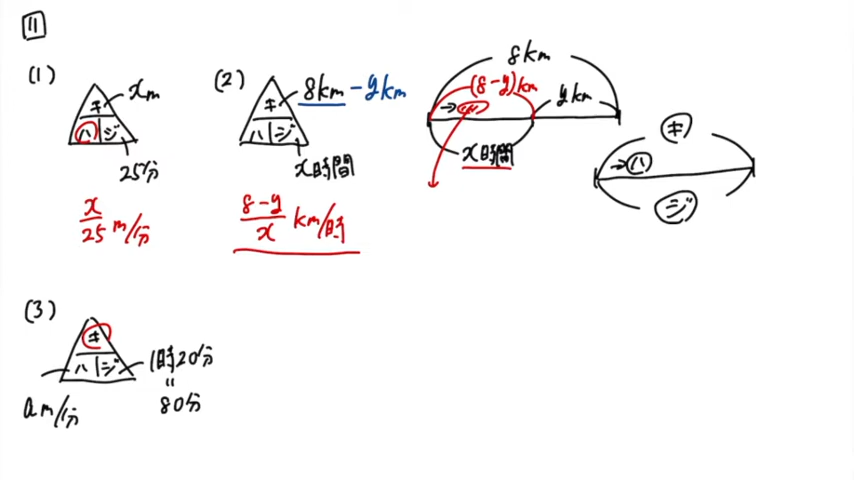 11
(1)
キ
ハ ジ
xm
25分
x/25 m/分
(2)
キ
ハ ジ
8km-ykm
x時間
(8-y)/x km/時
8km
(8-y)km
ykm
→ハ
x時間
キ
→ハ
ジ
(3)
キ
ハ ジ
1時20分
=
80分
am/分